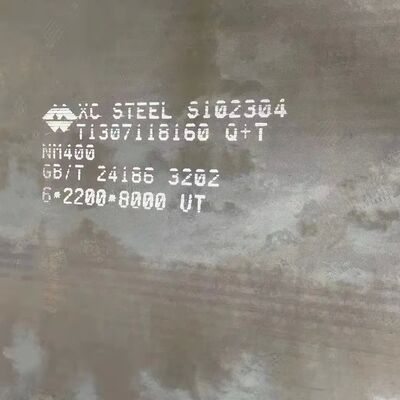 XC STEEL S102304
T1307118160 Q+T
NM400
GB/T 24186 3202
6*2200*8000 UT